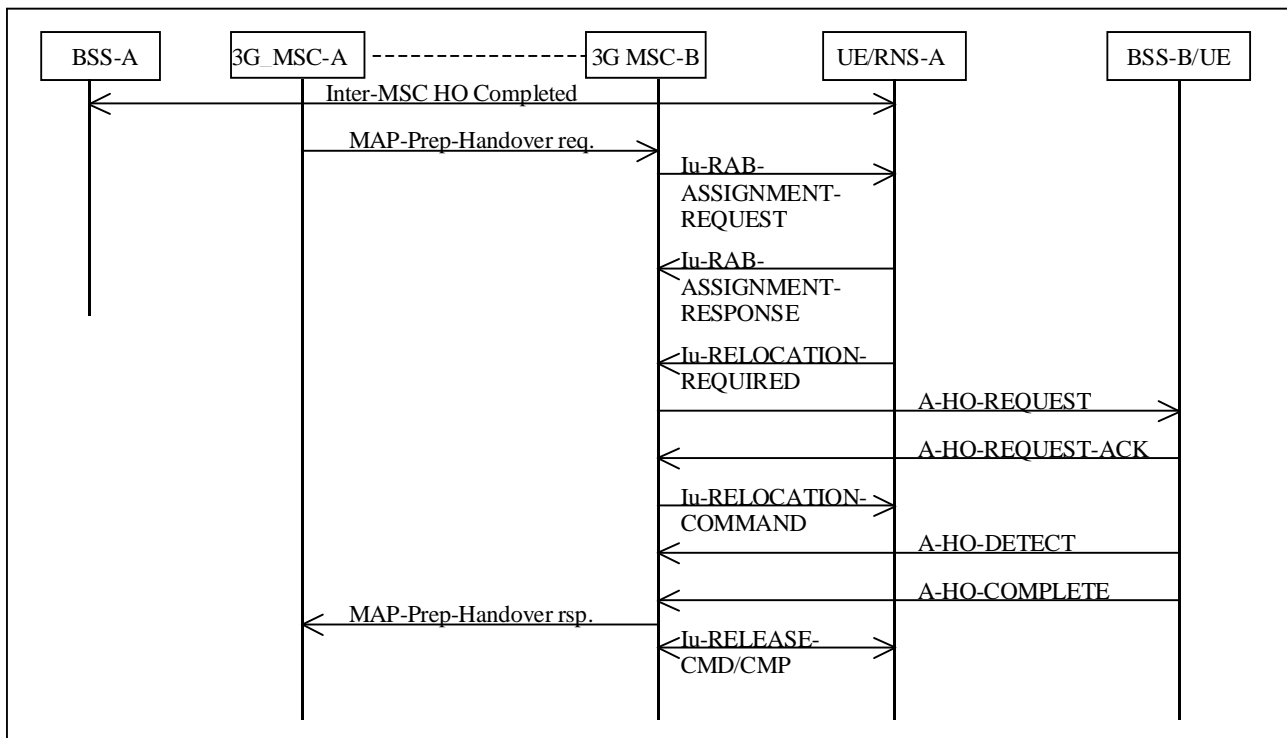 BSS-A
3G_MSC-A
3G MSC-B
UE/RNS-A
BSS-B/UE
Inter-MSC HO Completed
MAP-Prep-Handover req.
Iu-RAB-
ASSIGNMENT-
REQUEST
Iu-RAB-
ASSIGNMENT-
RESPONSE
Iu-RELOCATION-
REQUIRED
A-HO-REQUEST
A-HO-REQUEST-ACK
Iu-RELOCATION-
COMMAND
A-HO-DETECT
A-HO-COMPLETE
MAP-Prep-Handover rsp.
Iu-RELEASE-
CMD/CMP